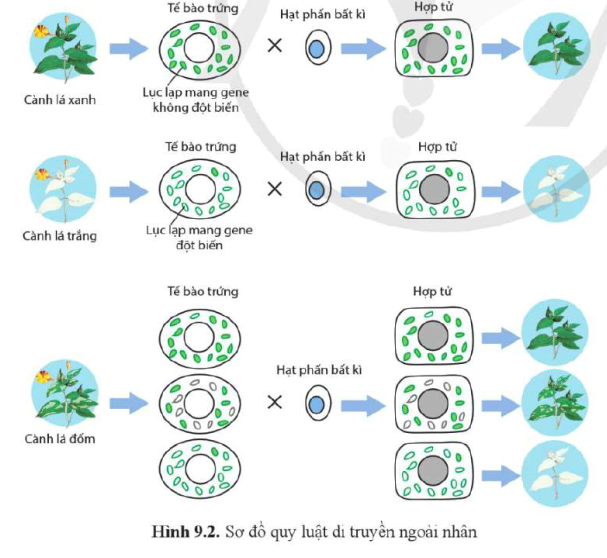 Tế bào trứng
Hạt phấn bất kì
Hợp tử
Lục lạp mang gene
không đột biến
Cành lá xanh
Tế bào trứng
Hạt phấn bất kì
Hợp tử
Lục lạp mang gene
đột biến
Cành lá trắng
Tế bào trứng
Hợp tử
Hạt phấn bất kì
Cành lá đốm
Hình 9.2. Sơ đồ quy luật di truyền ngoài nhân